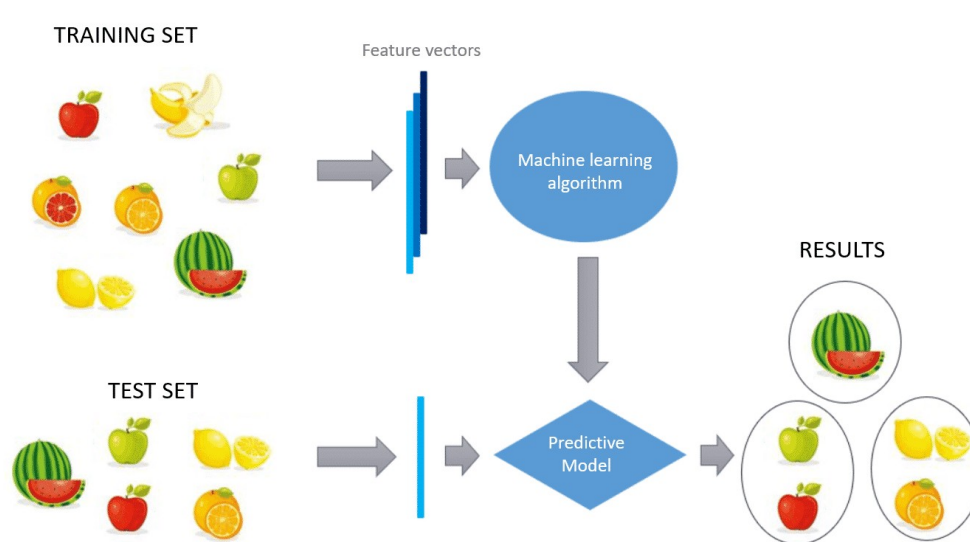 TRAINING SET
Feature vectors
Machine learning
algorithm
RESULTS
TEST SET
Predictive
Model